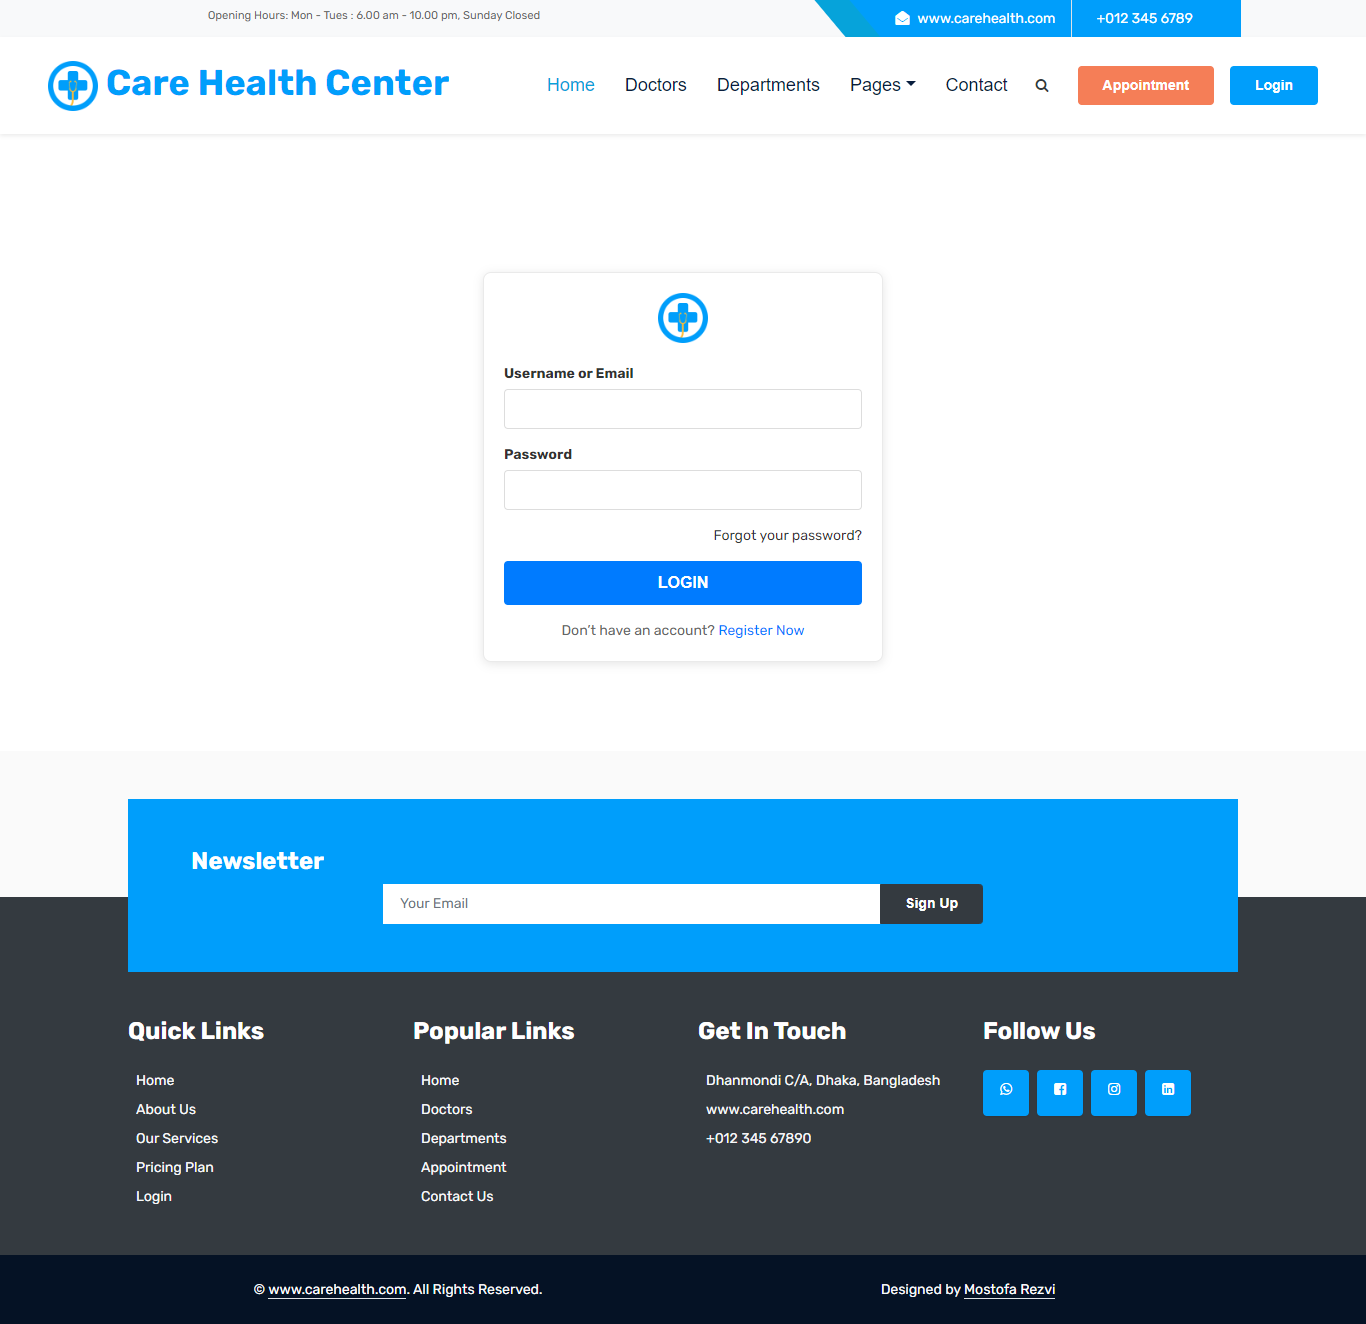 Opening Hours: Mon - Tues : 6.00 am - 10.00 pm, Sunday Closed
www.carehealth.com
+012 345 6789
Care Health Center
Home
Doctors
Departments
Pages
Contact
Appointment
Login
Username or Email
Password
Forgot your password?
LOGIN
Don't have an account? Register Now
Newsletter
Your Email
Sign Up
Quick Links
Home
About Us
Our Services
Pricing Plan
Login
Popular Links
Home
Doctors
Departments
Appointment
Contact Us
Get In Touch
Dhanmondi C/A, Dhaka, Bangladesh
www.carehealth.com
+012 345 67890
Follow Us
© www.carehealth.com. All Rights Reserved.
Designed by Mostofa Rezvi